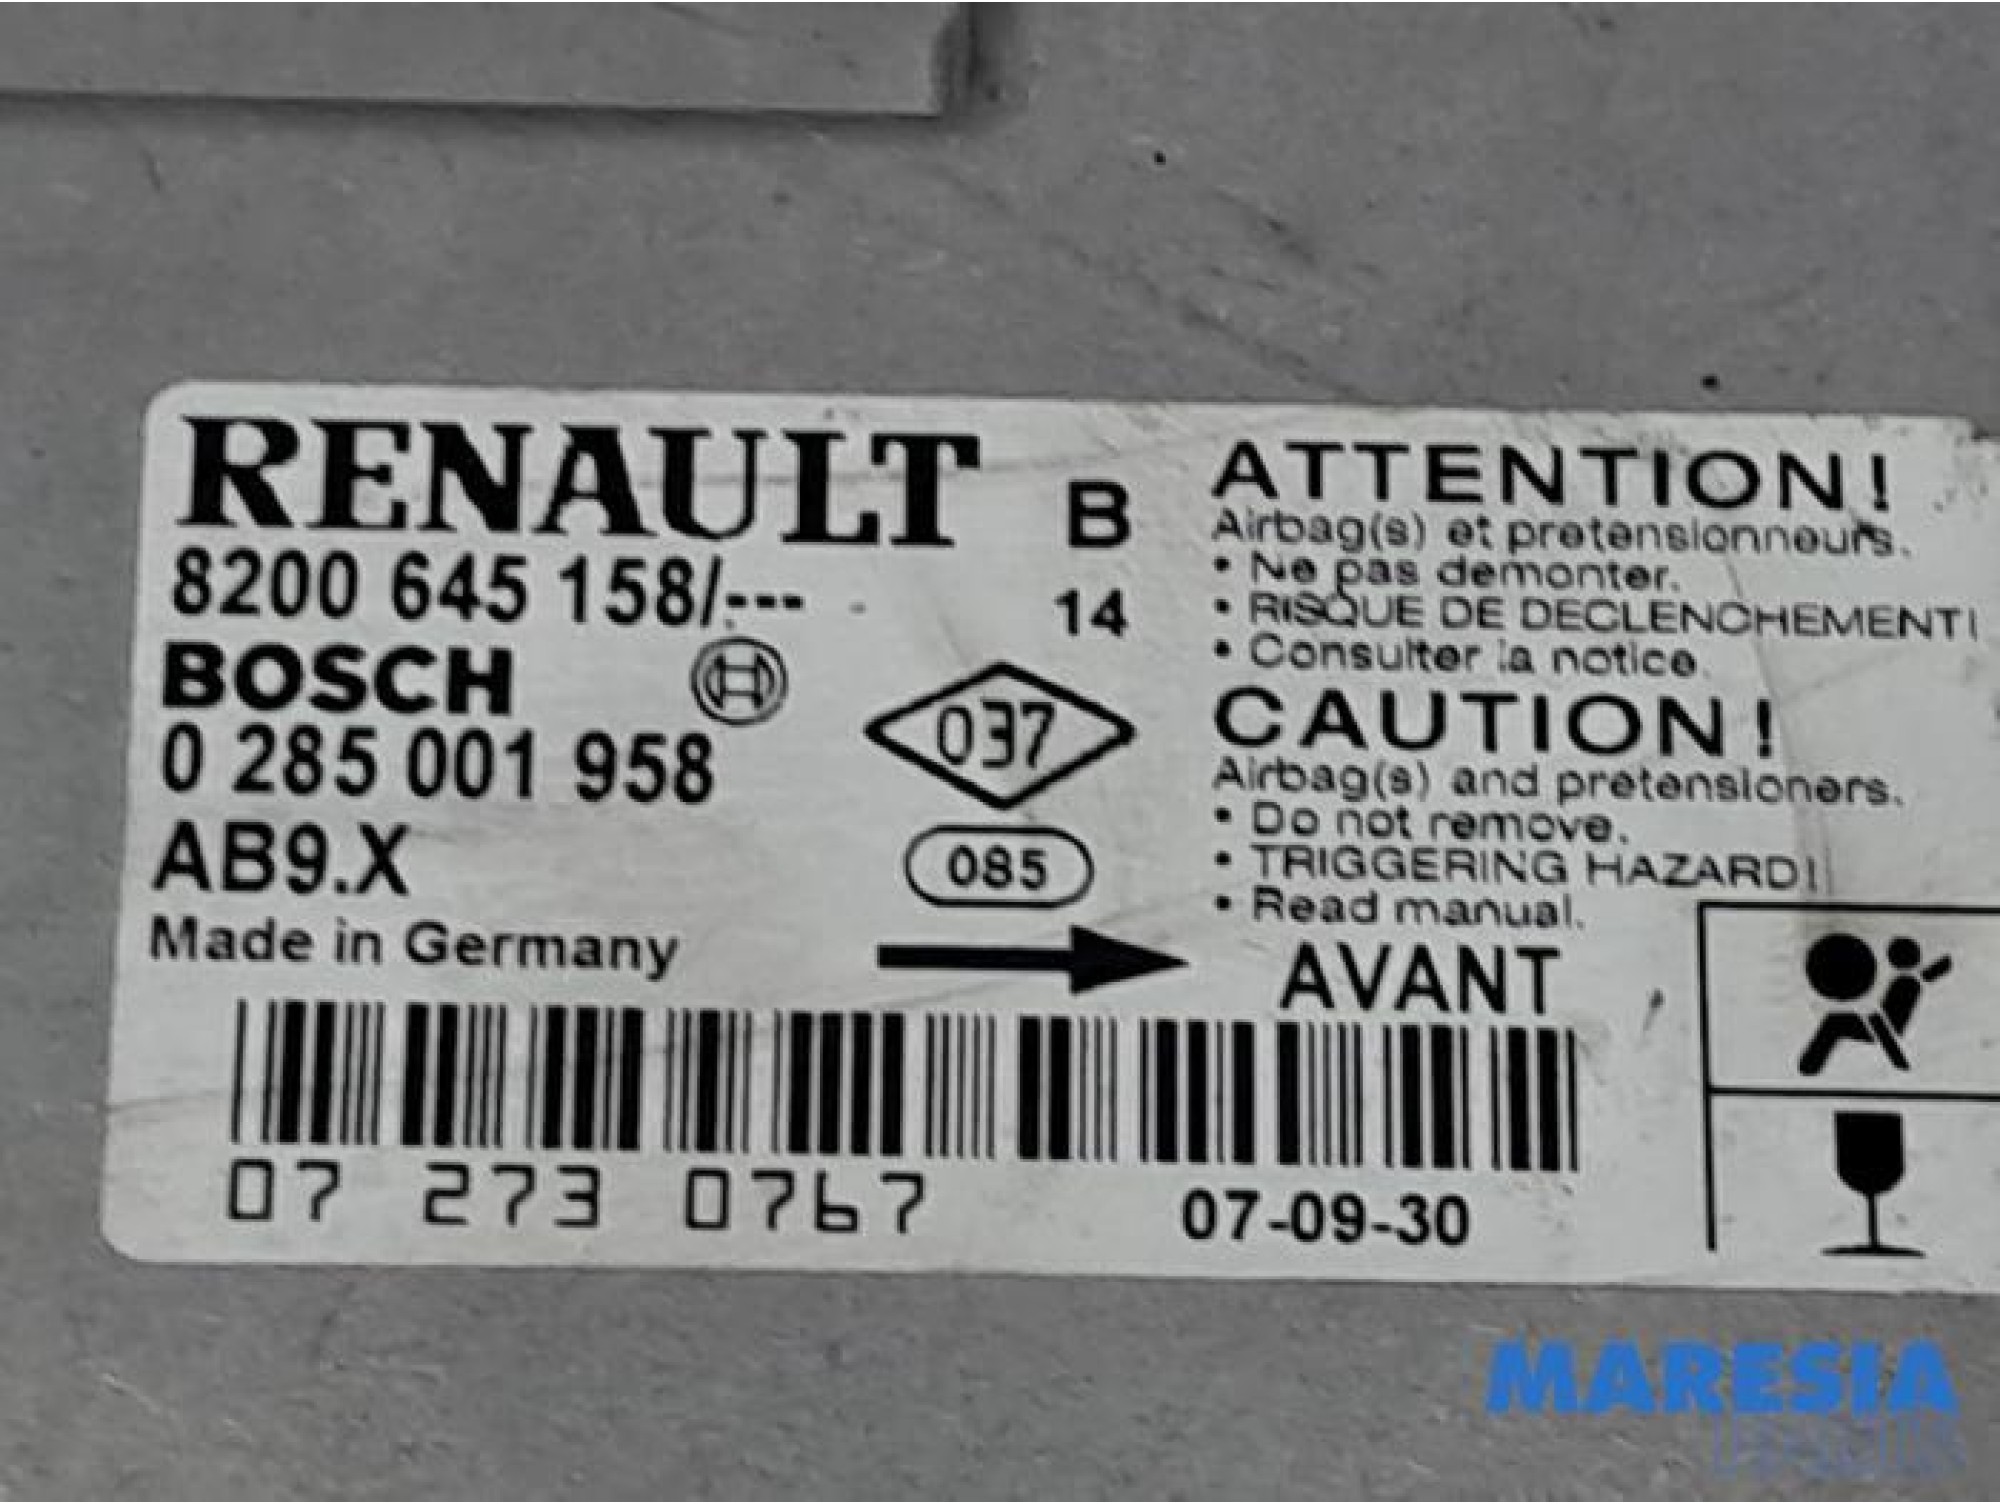 RENAULT
B
8200 645 158/---
14
BOSCH
0 285 001 958
037
AB9.X
085
Made in Germany
ATTENTION!
Airbag(s) et pretensionneurs.
• Ne pas demonter.
• RISQUE DE DECLENCHEMENT!
• Consulter la notice.
CAUTION!
Airbag(s) and pretensioners.
• Do not remove.
• TRIGGERING HAZARD!
• Read manual.
AVANT
07 273 0767
07-09-30
MARESIA